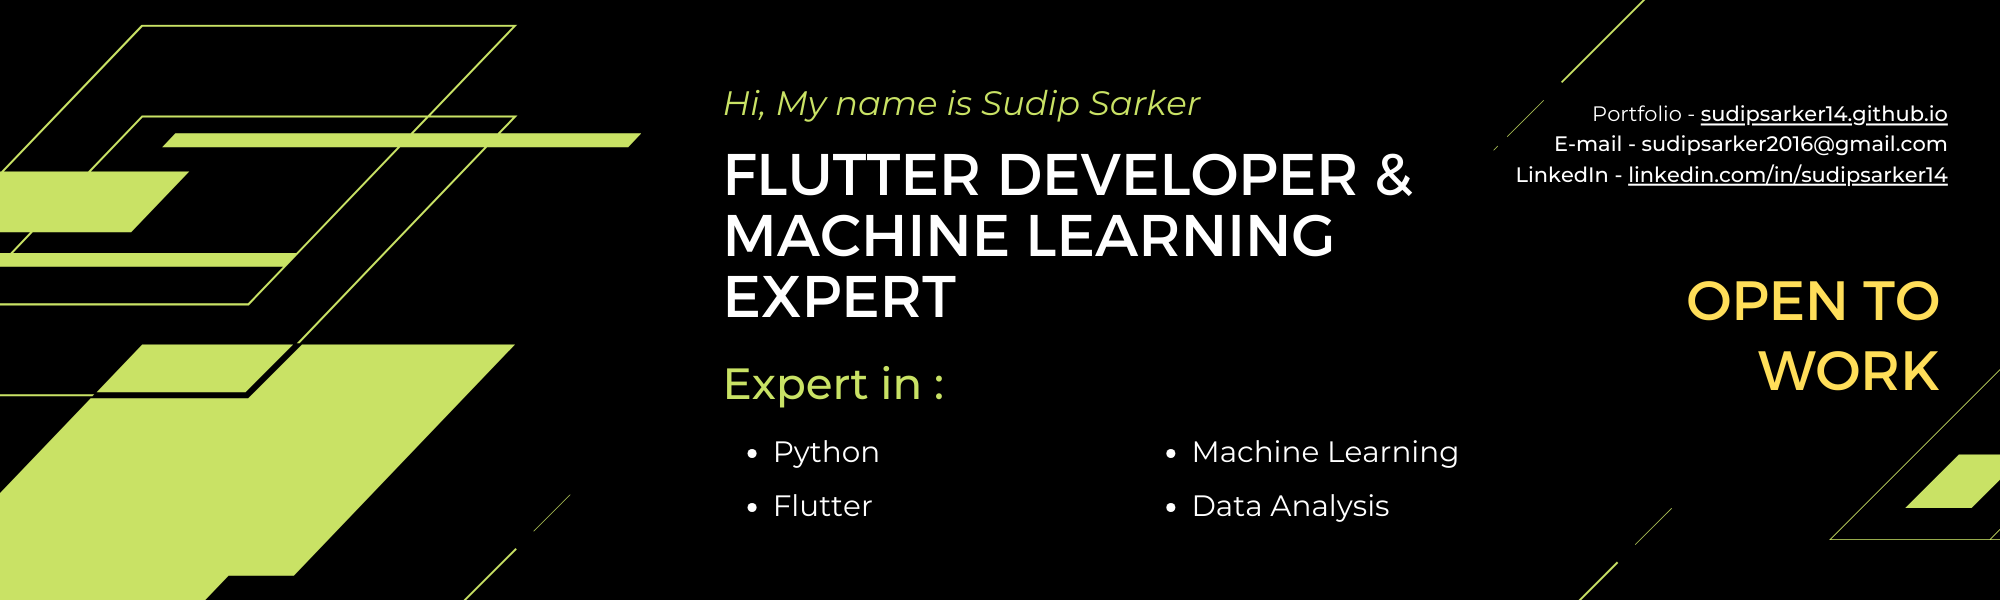 Hi, My name is Sudip Sarker
FLUTTER DEVELOPER &
MACHINE LEARNING
EXPERT
Expert in :
• Python
• Flutter
• Machine Learning
• Data Analysis
Portfolio - sudipsarker14.github.io
E-mail - sudipsarker2016@gmail.com
LinkedIn - linkedin.com/in/sudipsarker14
OPEN TO
WORK